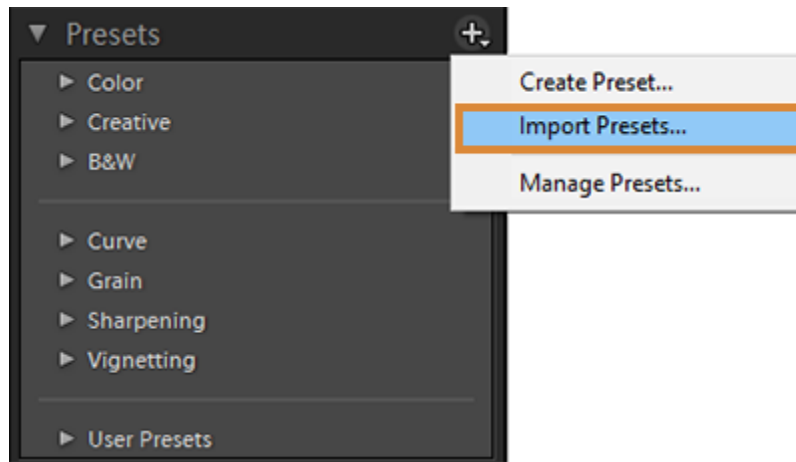 Presets
Color
Creative
B&W
Curve
Grain
Sharpening
Vignetting
User Presets
Create Preset...
Import Presets...
Manage Presets...